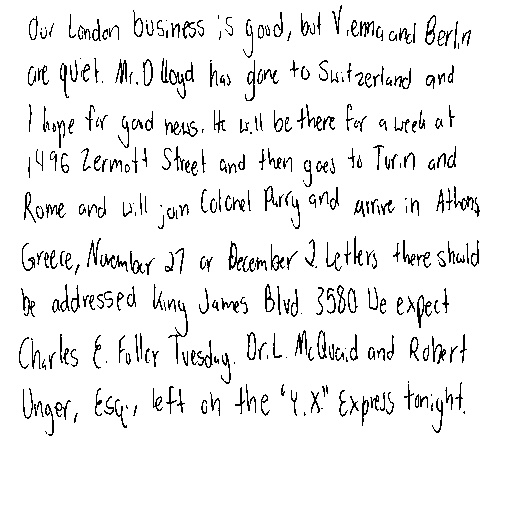 Our London business is good, but Vienna and Berlin
are quiet. Mr. D Lloyd has gone to Switzerland and
I hope for good news. He will be there for a week at
1496 Zermott Street and then goes to Turin and
Rome and will join Colonel Parry and arrive in Athens,
Greece, November 27 or December 2. Letters there should
be addressed King James Blvd. 3580 We expect
Charles E. Fuller Tuesday. Dr. L. McQuaid and Robert
Unger, Esq., left on the "Y.X." Express tonight.